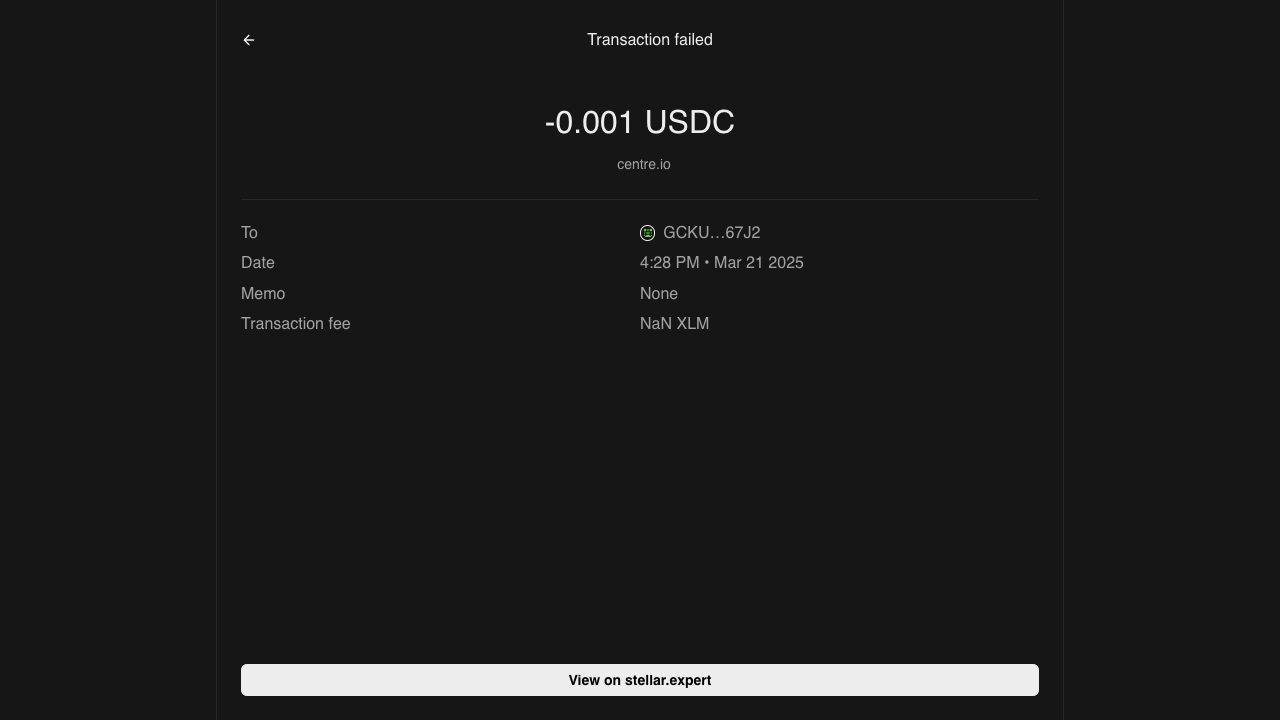 Transaction failed
-0.001 USDC
centre.io
To GCKU...67J2
Date 4:28 PM • Mar 21 2025
Memo None
Transaction fee NaN XLM
View on stellar.expert